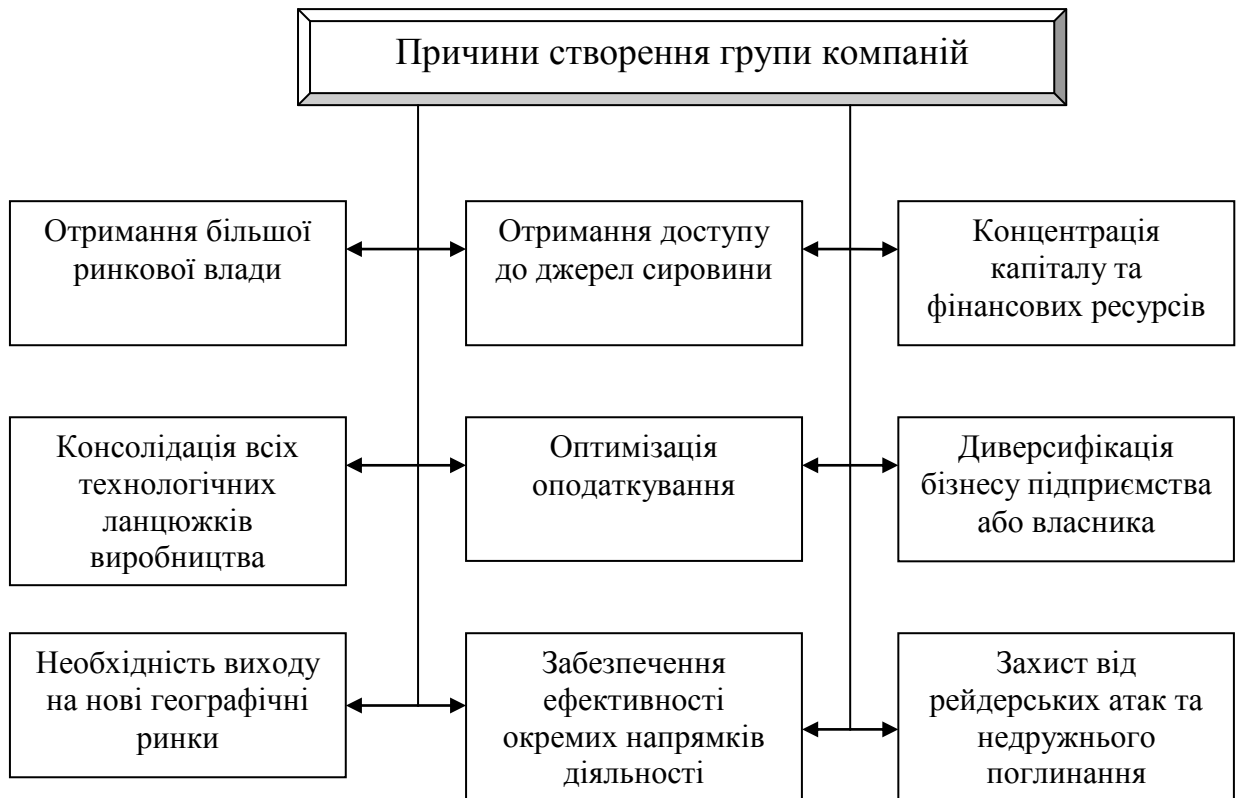 Причини створення групи компаній
Отримання більшої
ринкової влади
Отримання доступу
до джерел сировини
Концентрація
капіталу та
фінансових ресурсів
Консолідація всіх
технологічних
ланцюжків
виробництва
Оптимізація
оподаткування
Диверсифікація
бізнесу підприємства
або власника
Необхідність виходу
на нові географічні
ринки
Забезпечення
ефективності
окремих напрямків
діяльності
Захист від
рейдерських атак та
недружнього
поглинання